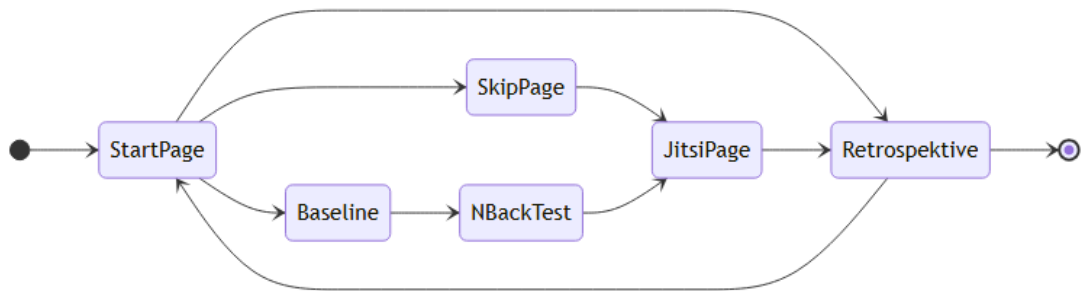 SkipPage
StartPage
JitsiPage
Retrospektive
Baseline
NBackTest